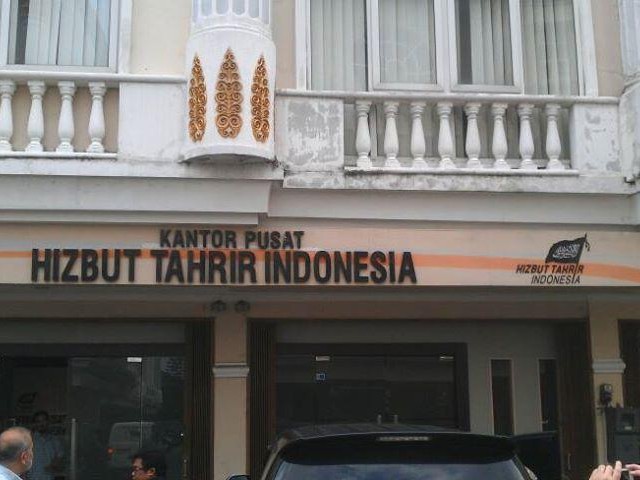 KANTOR PUSAT
HIZBUT TAHRIR INDONESIA
HIZBUT TAHRIR
INDONESIA